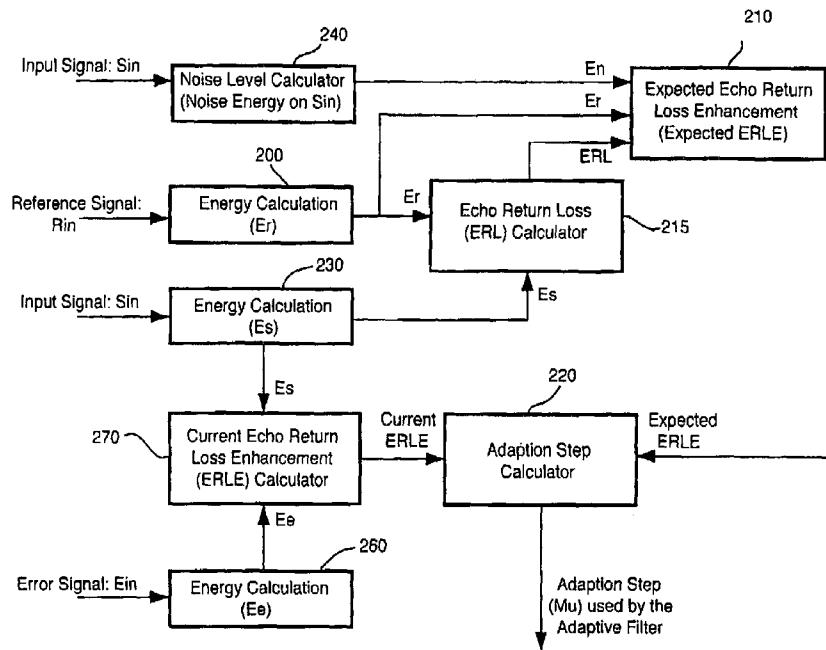 240
210
Input Signal: Sin
Noise Level Calculator
(Noise Energy on Sin)
En
Er
ERL
Expected Echo Return
Loss Enhancement
(Expected ERLE)
200
Reference Signal:
Rin
Energy Calculation
(Er)
Er
Echo Return Loss
(ERL) Calculator
215
230
Input Signal: Sin
Energy Calculation
(Es)
Es
Es
270
Current Echo Return
Loss Enhancement
(ERLE) Calculator
Current
ERLE
220
Adaption Step
Calculator
Expected
ERLE
Ee
260
Error Signal: Ein
Energy Calculation
(Ee)
Adaption Step
(Mu) used by the
Adaptive Filter